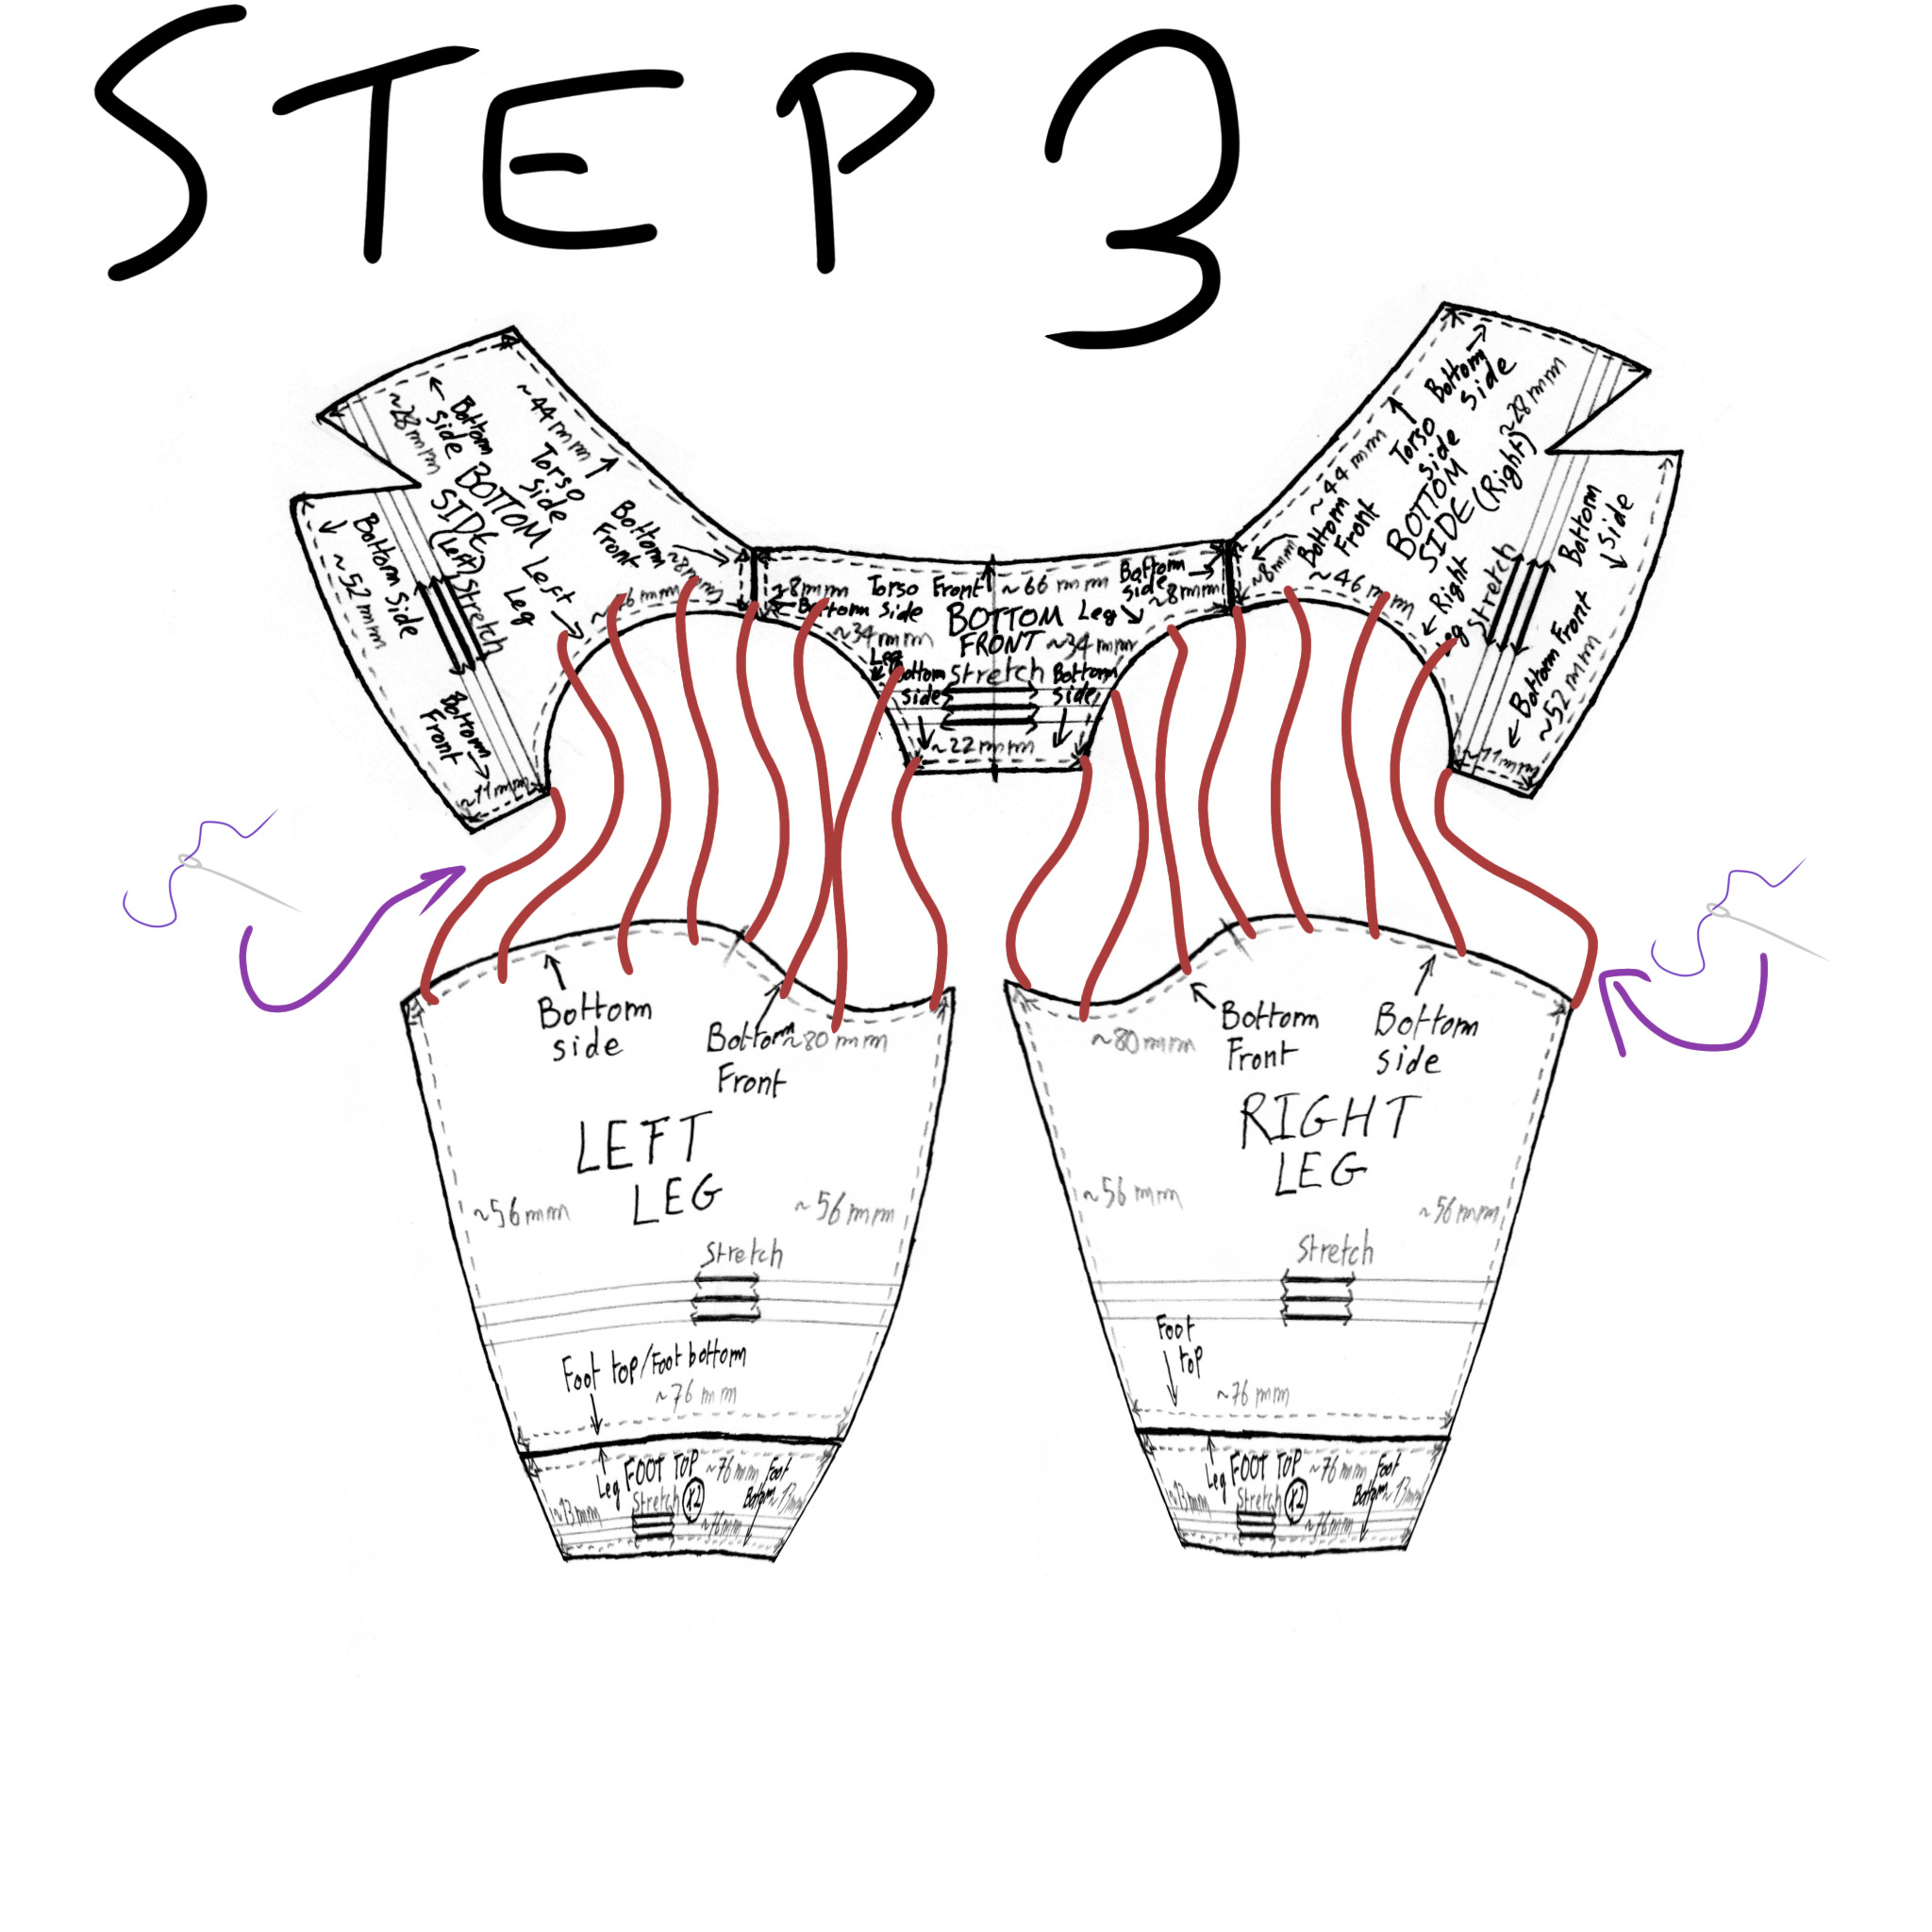 STEP 3
Bottom
side
~28mm
BOTTOM
SIDE
(Left)
~44mm
Torso
Side
Bottom
Front
~8mm
Left
Leg
Stretch
Bottom Side
~52mm
Bottom
Front
~11mm
~8mm
Torso Front
~66mm
Bottom
Side
~8mm
Bottom Side
BOTTOM
FRONT
Leg
~34mm
~34mm
Leg
Bottom
side
Stretch
Bottom
side
~22mm
Bottom
Side
~28mm
Torso
Side
~44mm
BOTTOM
SIDE (Right)
Bottom
Front
~8mm
~46mm
Right
Leg
Stretch
Bottom
Side
Bottom Front
~52mm
~11mm
Bottom
side
Bottom
Front
~80mm
LEFT
LEG
~56mm
~56mm
Stretch
Foot top/Foot bottom
~76mm
Leg
FOOT TOP
~76mm
Foot
Bottom
~13mm
13mm
Stretch
X2
~76mm
~80mm
Bottom
Front
Bottom
side
RIGHT
LEG
~56mm
~56mm
Stretch
Foot
top
~76mm
Leg
FOOT TOP
~76mm
Foot
Bottom
~13mm
13mm
Stretch
X2
~76mm